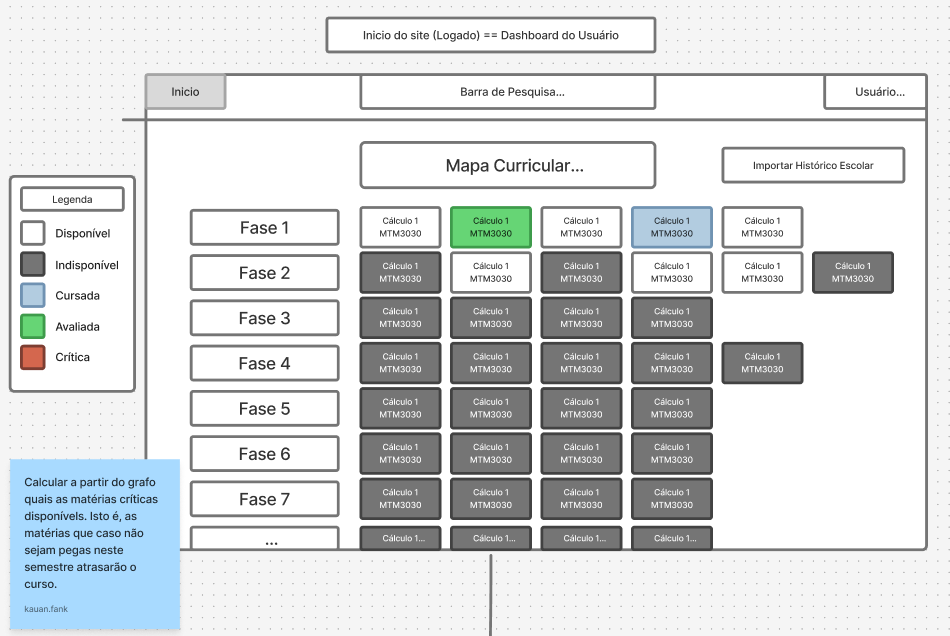 Inicio do site (Logado) == Dashboard do Usuário
Inicio
Barra de Pesquisa...
Usuário...
Mapa Curricular...
Importar Histórico Escolar
Legenda
Disponível
Indisponível
Cursada
Avaliada
Crítica
Fase 1
Cálculo 1
MTM3030
Cálculo 1
MTM3030
Cálculo 1
MTM3030
Cálculo 1
MTM3030
Cálculo 1
MTM3030
Fase 2
Cálculo 1
MTM3030
Cálculo 1
MTM3030
Cálculo 1
MTM3030
Cálculo 1
MTM3030
Cálculo 1
MTM3030
Cálculo 1
MTM3030
Fase 3
Cálculo 1
MTM3030
Cálculo 1
MTM3030
Cálculo 1
MTM3030
Cálculo 1
MTM3030
Fase 4
Cálculo 1
MTM3030
Cálculo 1
MTM3030
Cálculo 1
MTM3030
Cálculo 1
MTM3030
Cálculo 1
MTM3030
Fase 5
Cálculo 1
MTM3030
Cálculo 1
MTM3030
Cálculo 1
MTM3030
Cálculo 1
MTM3030
Fase 6
Cálculo 1
MTM3030
Cálculo 1
MTM3030
Cálculo 1
MTM3030
Cálculo 1
MTM3030
Fase 7
Cálculo 1
MTM3030
Cálculo 1
MTM3030
Cálculo 1
MTM3030
Cálculo 1
MTM3030
...
Cálculo 1...
Cálculo 1...
Cálculo 1...
Cálculo 1...
Calcular a partir do grafo
quais as matérias críticas
disponíveis. Isto é, as
matérias que caso não
sejam pegas neste
semestre atrasarão o
curso.
kauan.fank